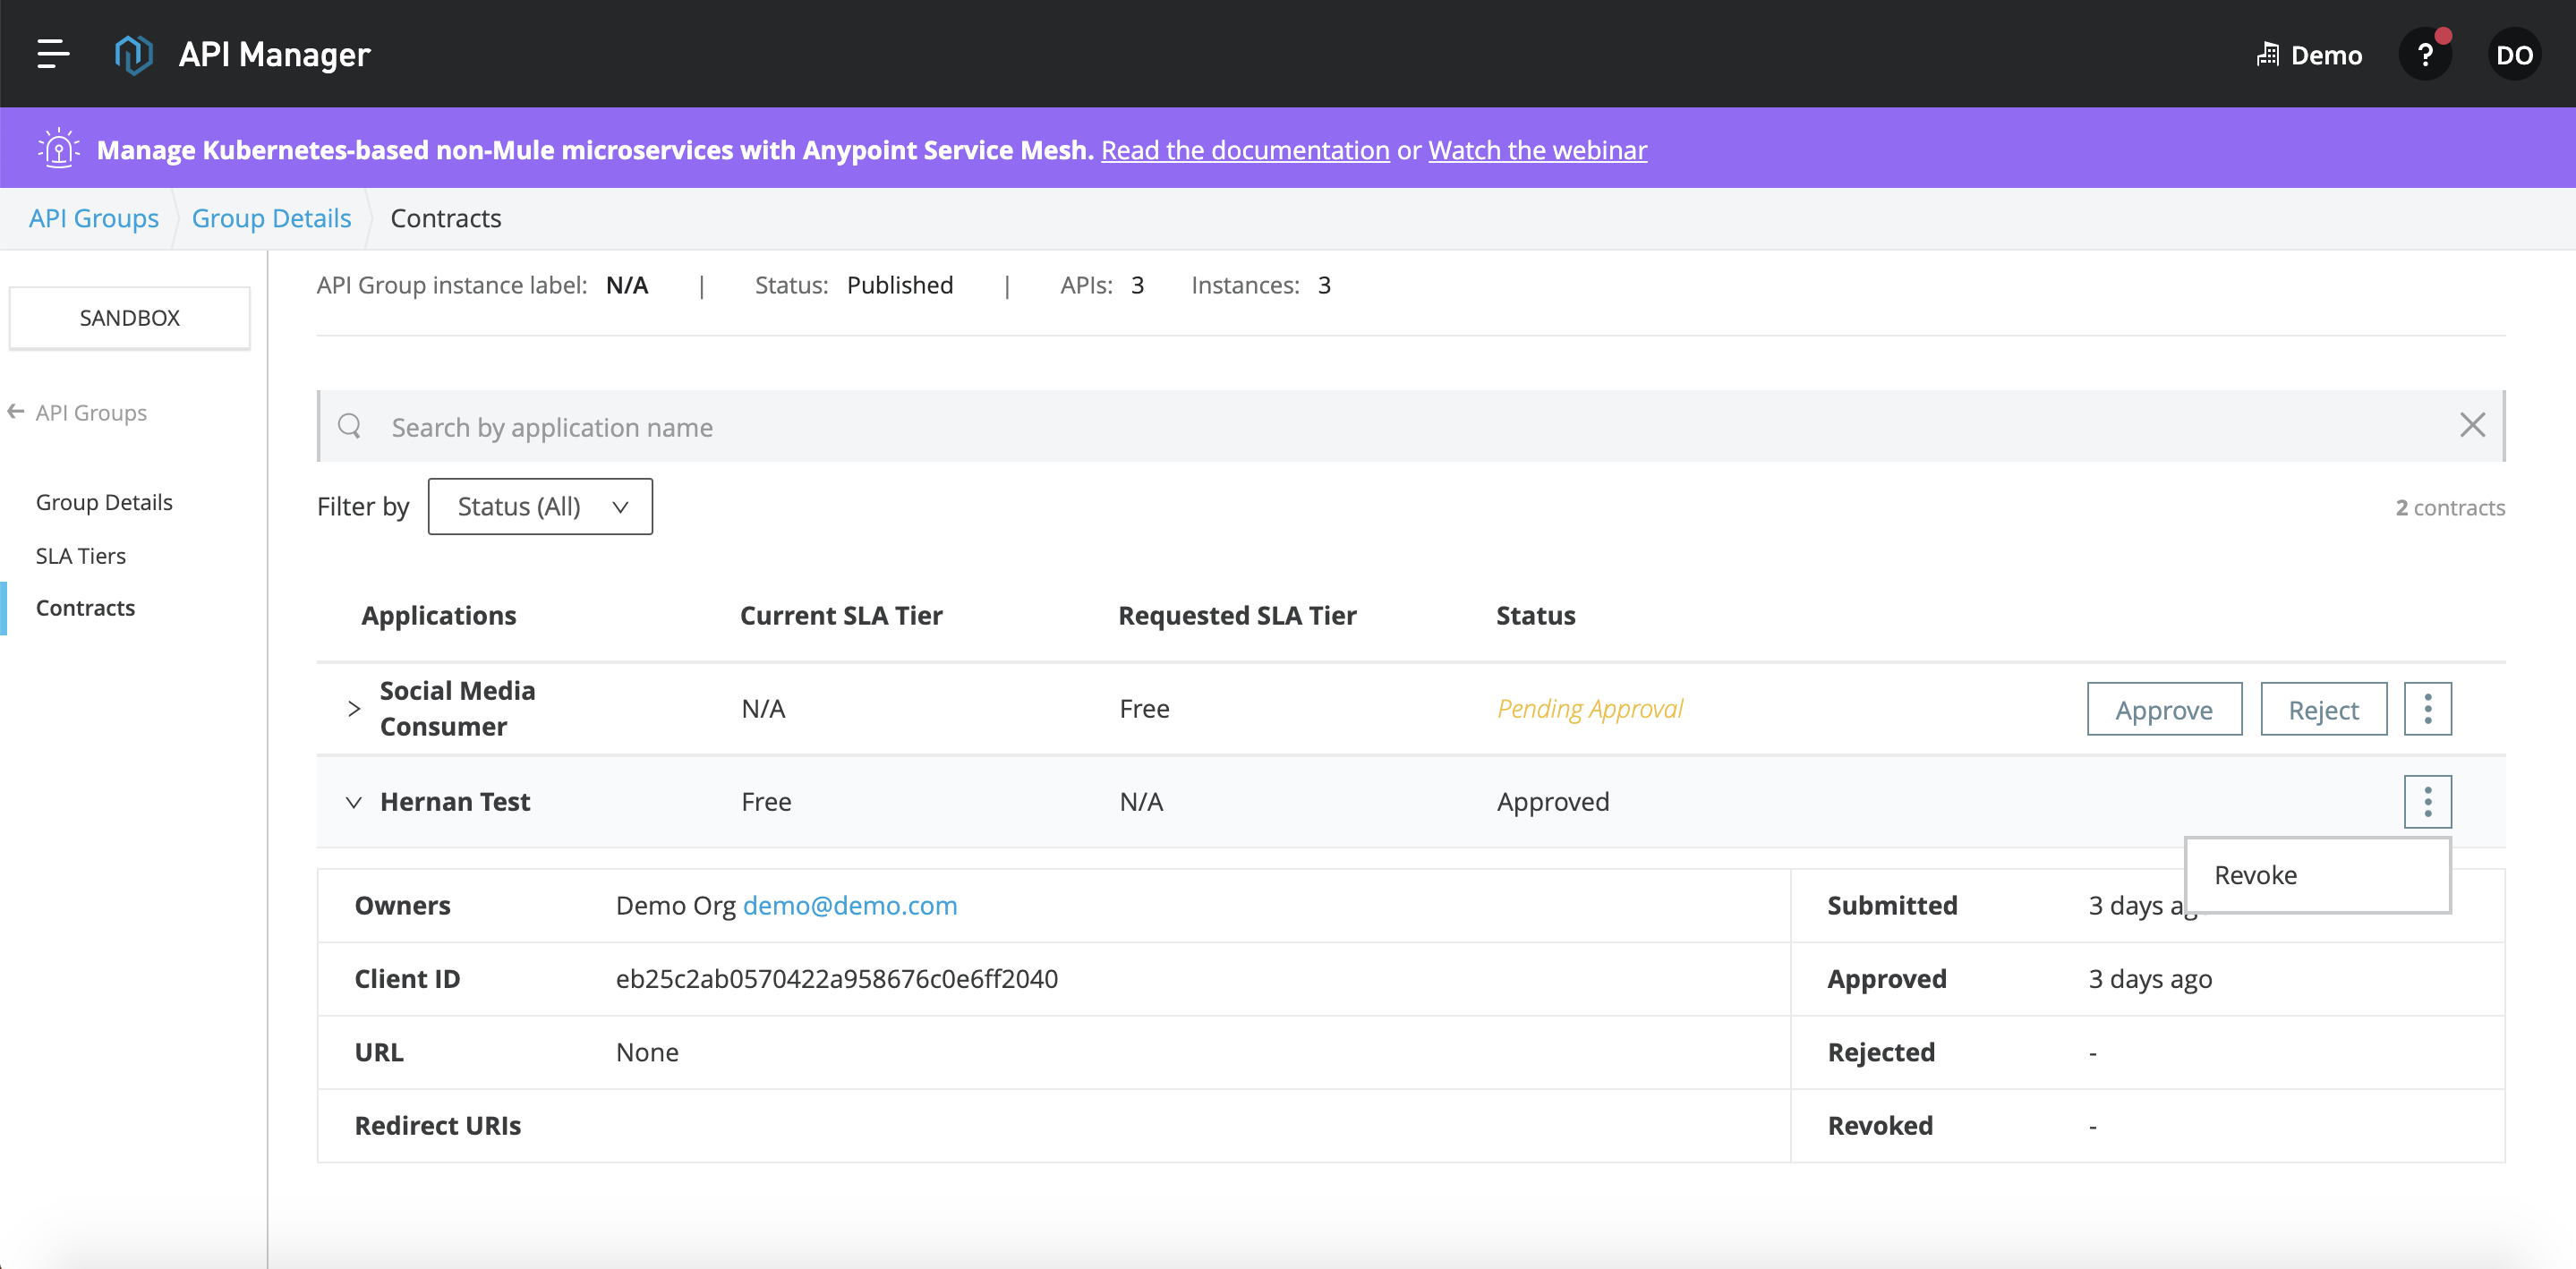 API Manager
Demo
?
DO
Manage Kubernetes-based non-Mule microservices with Anypoint Service Mesh. Read the documentation or Watch the webinar
API Groups
Group Details
Contracts
SANDBOX
API Groups
Group Details
SLA Tiers
Contracts
API Group instance label: N/A | Status: Published | APIs: 3 Instances: 3
Search by application name
Filter by Status (All)
2 contracts
Applications Current SLA Tier Requested SLA Tier Status
Social Media
Consumer
N/A Free Pending Approval Approve Reject
Hernan Test Free N/A Approved
Revoke
Owners Demo Org demo@demo.com Submitted 3 days
Client ID eb25c2ab0570422a958676c0e6ff2040 Approved 3 days ago
URL None Rejected -
Redirect URIs Revoked -